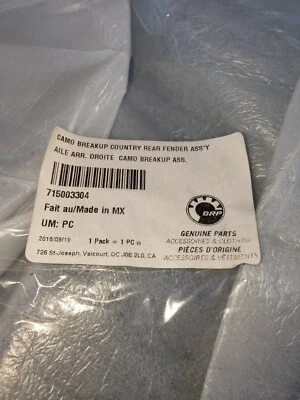 CAMO BREAKUP COUNTRY REAR FENDER ASS'Y
AILE ARR. DROITE CAMO BREAKUP ASS.
715003304
Fait au/Made in MX
UM: PC
2018/09/19 1 Pack = 1 PC
726 St-Joseph, Valcourt, QC J0E 2L0, CA
BRP
GENUINE PARTS
ACCESSORIES & CLOTHING
PIÈCES D'ORIGINE
ACCESSOIRES & VÊTEMENTS